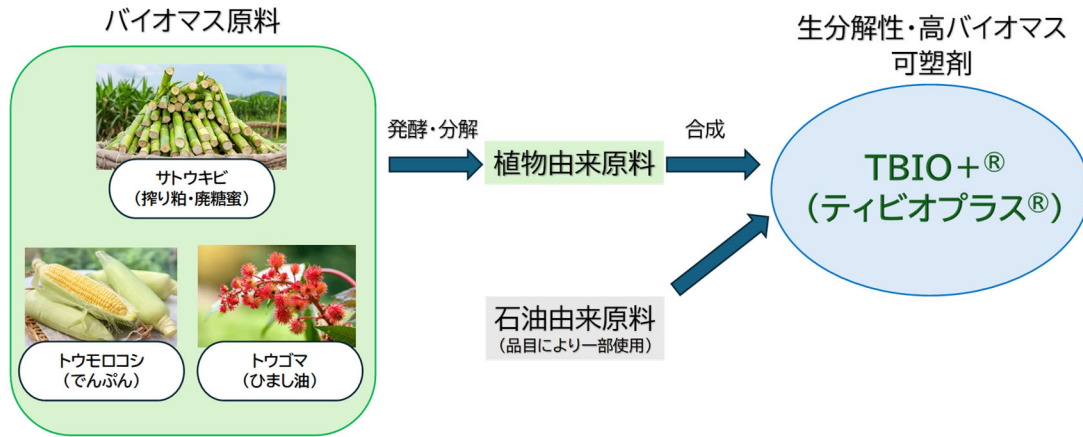 バイオマス原料
サトウキビ
（搾り粕・廃糖蜜）
トウモロコシ
（でんぷん）
トウゴマ
（ひまし油）
発酵・分解
植物由来原料
合成
石油由来原料
（品目により一部使用）
生分解性・高バイオマス
可塑剤
TBIO+®
（ティビオプラス®）